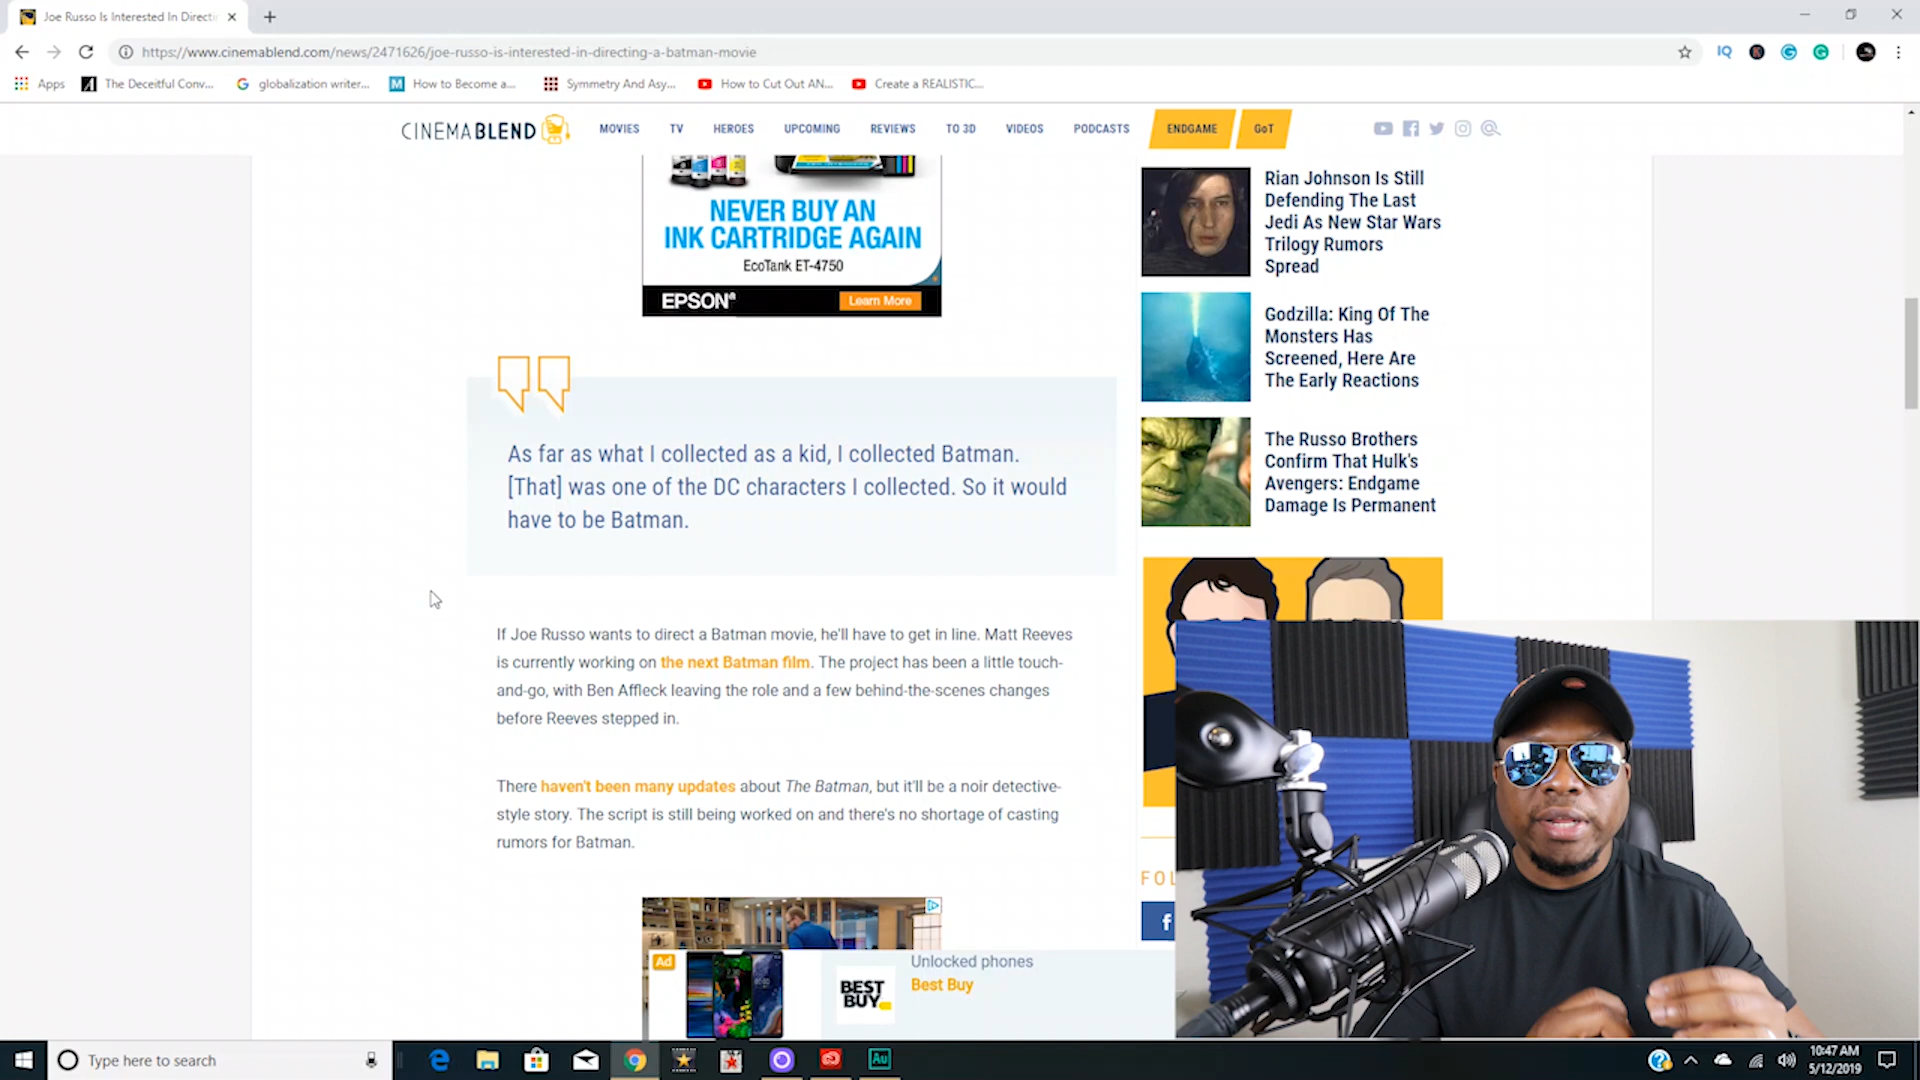 Joe Russo Is Interested In Directi
https://www.cinemablend.com/news/2471626/joe-russo-is-interested-in-directing-a-batman-movie
IQ
Apps
The Deceitful Conv...
globalization writer...
How to Become a...
Symmetry And Asy...
How to Cut Out AN...
Create a REALISTIC...
CINEMABLEND
MOVIES
TV
HEROES
UPCOMING
REVIEWS
TO 3D
VIDEOS
PODCASTS
ENDGAME
GoT
NEVER BUY AN
INK CARTRIDGE AGAIN
EcoTank ET-4750
EPSON
Learn More
As far as what I collected as a kid, I collected Batman.
[That] was one of the DC characters I collected. So it would
have to be Batman.
If Joe Russo wants to direct a Batman movie, he'll have to get in line. Matt Reeves
is currently working on the next Batman film. The project has been a little touch-
and-go, with Ben Affleck leaving the role and a few behind-the-scenes changes
before Reeves stepped in.
There haven't been many updates about The Batman, but it'll be a noir detective-
style story. The script is still being worked on and there's no shortage of casting
rumors for Batman.
Ad
BEST
BUY
Unlocked phones
Best Buy
Rian Johnson Is Still
Defending The Last
Jedi As New Star Wars
Trilogy Rumors
Spread
Godzilla: King Of The
Monsters Has
Screened, Here Are
The Early Reactions
The Russo Brothers
Confirm That Hulk's
Avengers: Endgame
Damage Is Permanent
FOL
f
Type here to search
Au
10:47 AM
5/12/2019